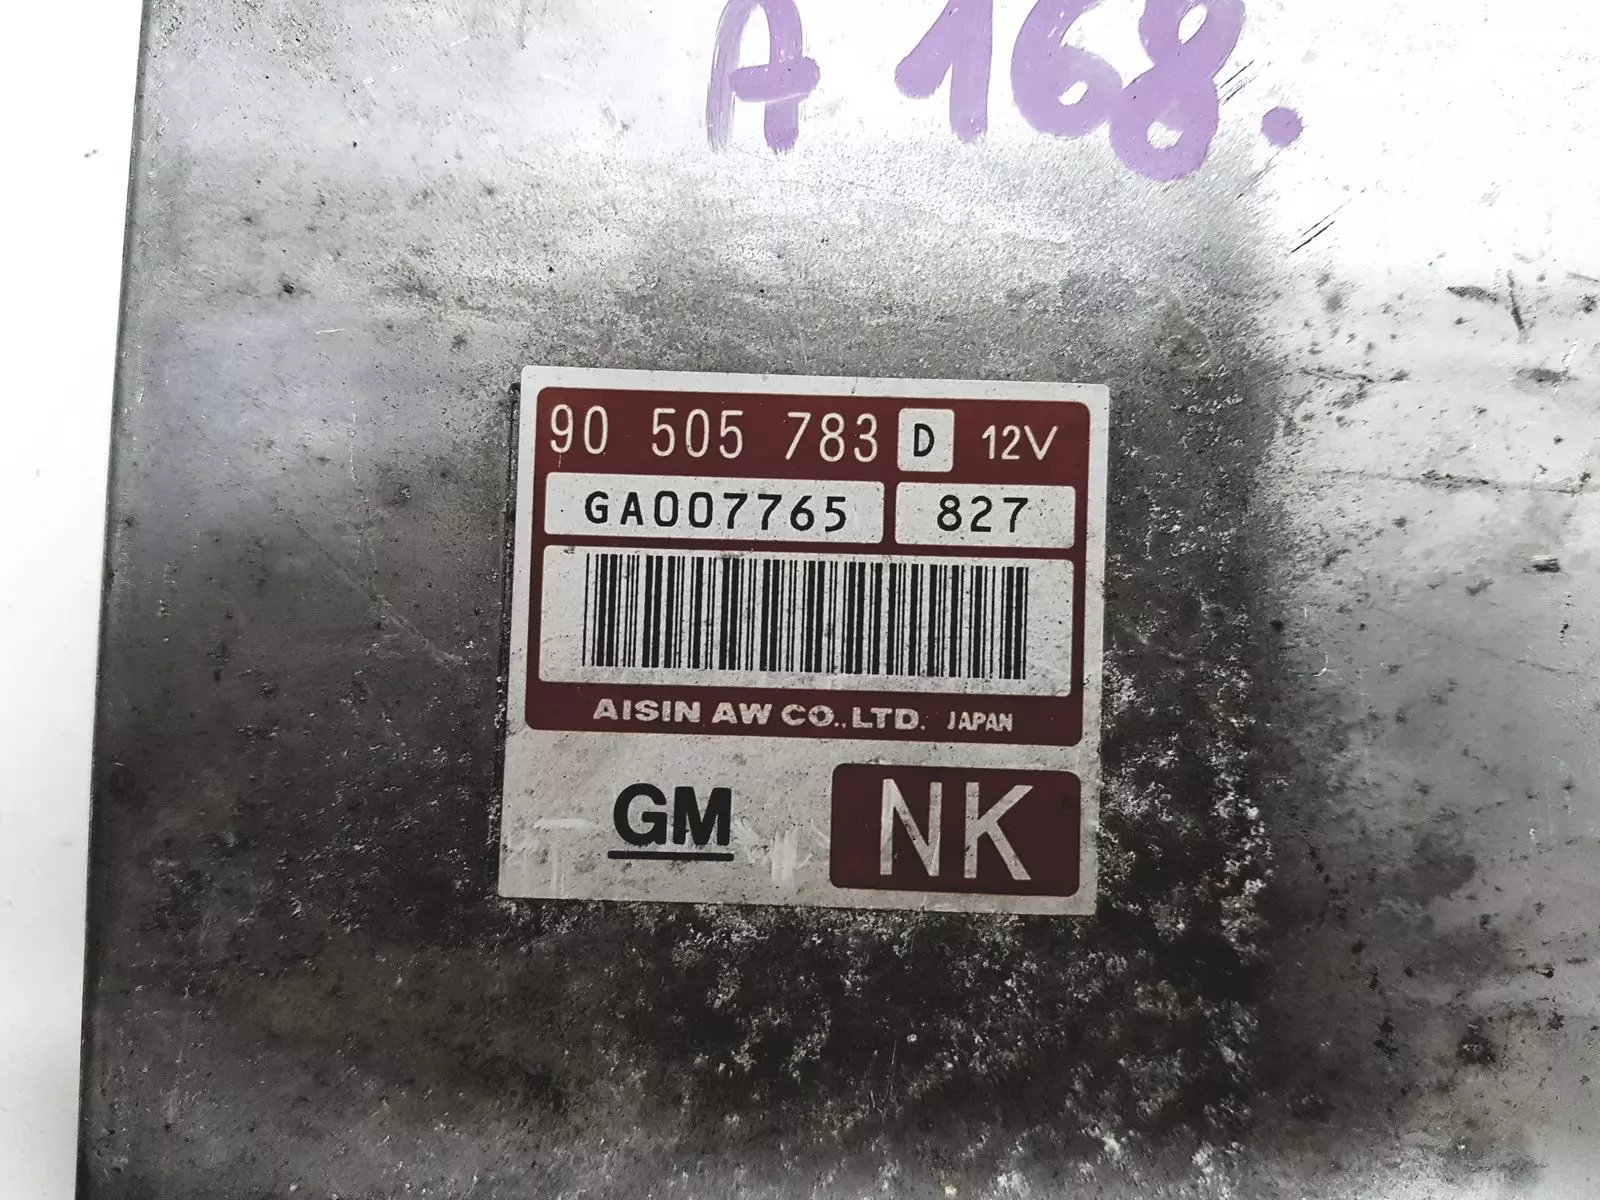 A 168.
90 505 783 D 12V
GA007765 827
AISIN AW CO., LTD. JAPAN
GM NK